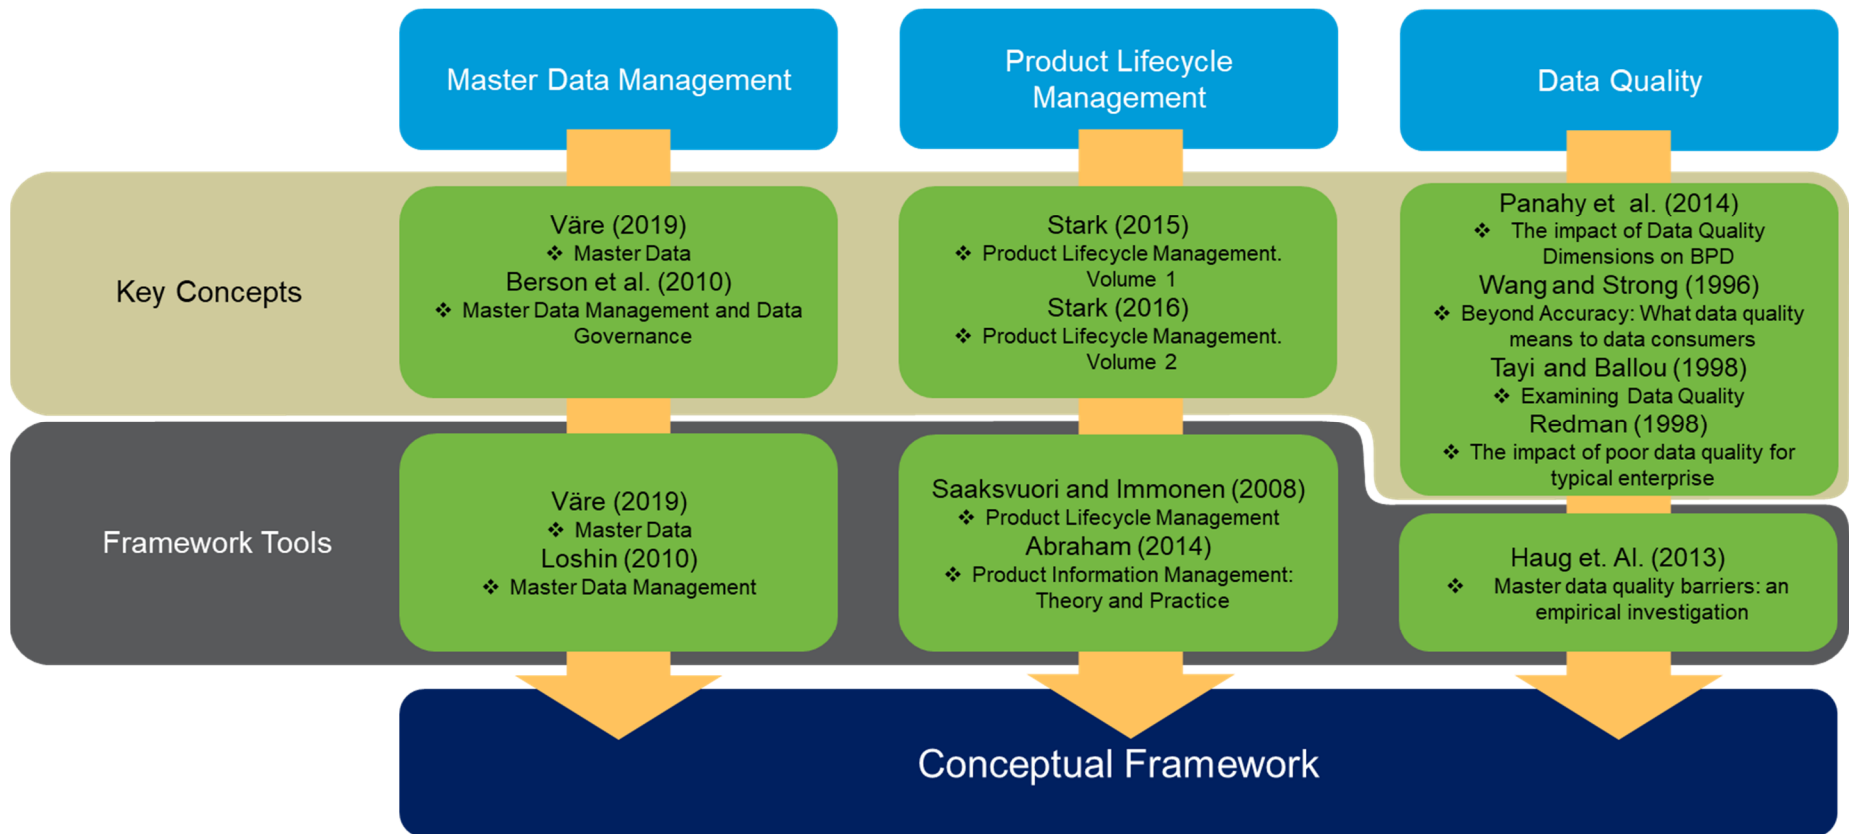 Master Data Management
Product Lifecycle
Management
Data Quality
Key Concepts
Väre (2019)
❖ Master Data
Berson et al. (2010)
❖ Master Data Management and Data
Governance
Stark (2015)
❖ Product Lifecycle Management.
Volume 1
Stark (2016)
❖ Product Lifecycle Management.
Volume 2
Panahy et al. (2014)
❖ The impact of Data Quality
Dimensions on BPD
Wang and Strong (1996)
❖ Beyond Accuracy: What data quality
means to data consumers
Tayi and Ballou (1998)
❖ Examining Data Quality
Redman (1998)
❖ The impact of poor data quality for
typical enterprise
Framework Tools
Väre (2019)
❖ Master Data
Loshin (2010)
❖ Master Data Management
Saaksvuori and Immonen (2008)
❖ Product Lifecycle Management
Abraham (2014)
❖ Product Information Management:
Theory and Practice
Haug et. Al. (2013)
❖ Master data quality barriers: an
empirical investigation
Conceptual Framework